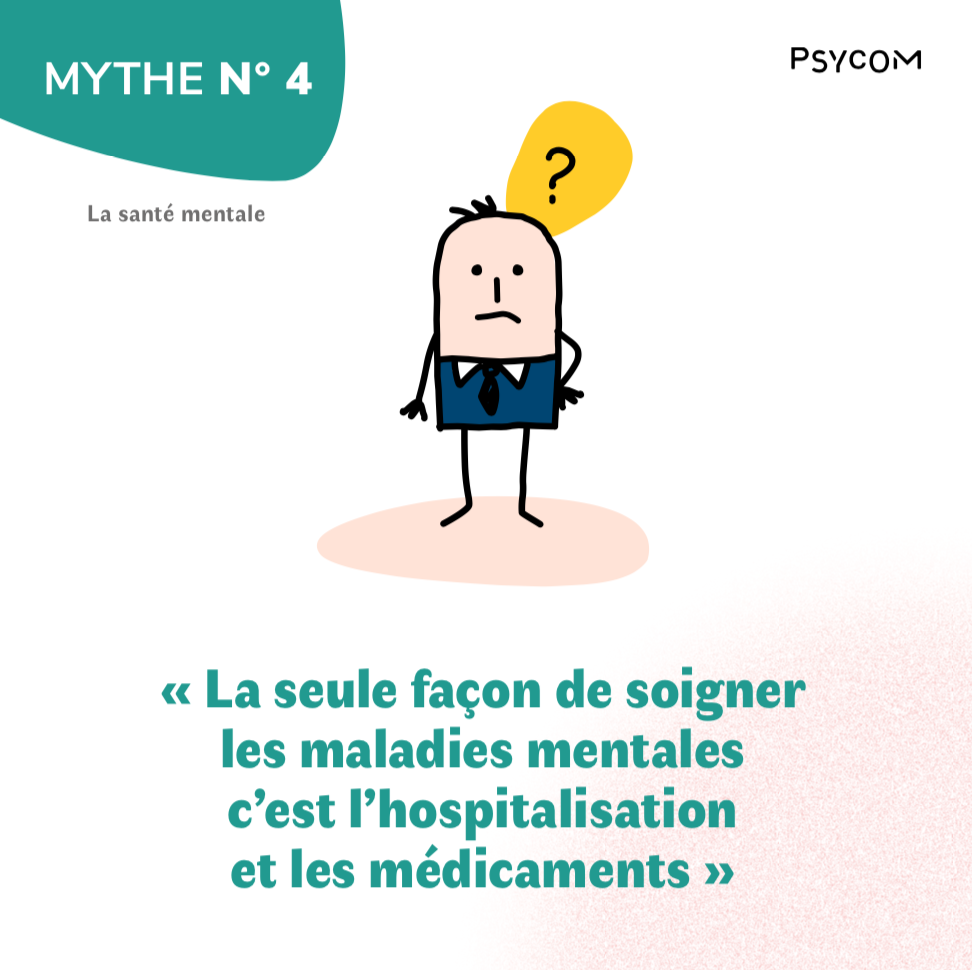 MYTHE N° 4
PSYCOM
La santé mentale
?
« La seule façon de soigner
les maladies mentales
c’est l’hospitalisation
et les médicaments »